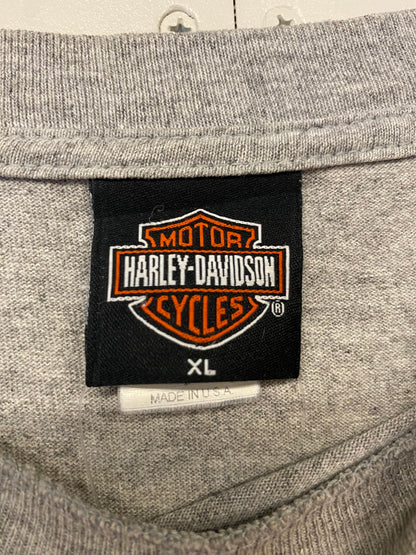 MOTOR
HARLEY-DAVIDSON
CYCLES
®
XL
MADE IN U.S.A.